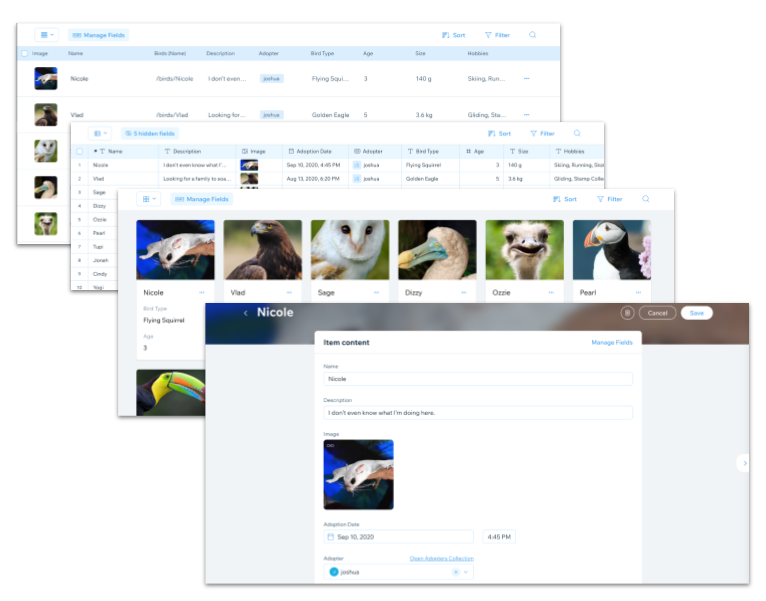 Manage Fields Sort Filter
Image Name Birds (Name) Description Adopter Bird Type Age Size Hobbies
Nicole /birds/Nicole I don't even... joshua Flying Squi... 3 140 g Skiing, Run...
Vlad /birds/Vlad Looking for... joshua Golden Eagle 5 3.6 kg Gliding, Sta...
5 hidden fields Sort Filter
Name Description Image Adoption Date Adopter Bird Type Age Size Hobbies
1 Nicole I don't even know what I'... Sep 10, 2020, 4:45 PM joshua Flying Squirrel 3 140 g Skiing, Running, Stam
2 Vlad Looking for a family to soa... Aug 13, 2020, 6:20 PM joshua Golden Eagle 5 3.6 kg Gliding, Stamp Collec
3 Sage
4 Dizzy
5 Ozzie
6 Pearl
7 Tupi
8 Jonah
9 Cindy
10 Yogi
Manage Fields Sort Filter
Nicole Vlad Sage Dizzy Ozzie Pearl
Bird Type
Flying Squirrel
Age
3
Nicole Cancel Save
Item content Manage Fields
Name
Nicole
Description
I don't even know what I'm doing here.
Image
Adoption Date
Sep 10, 2020 4:45 PM
Adopter Open Adopters Collection
joshua